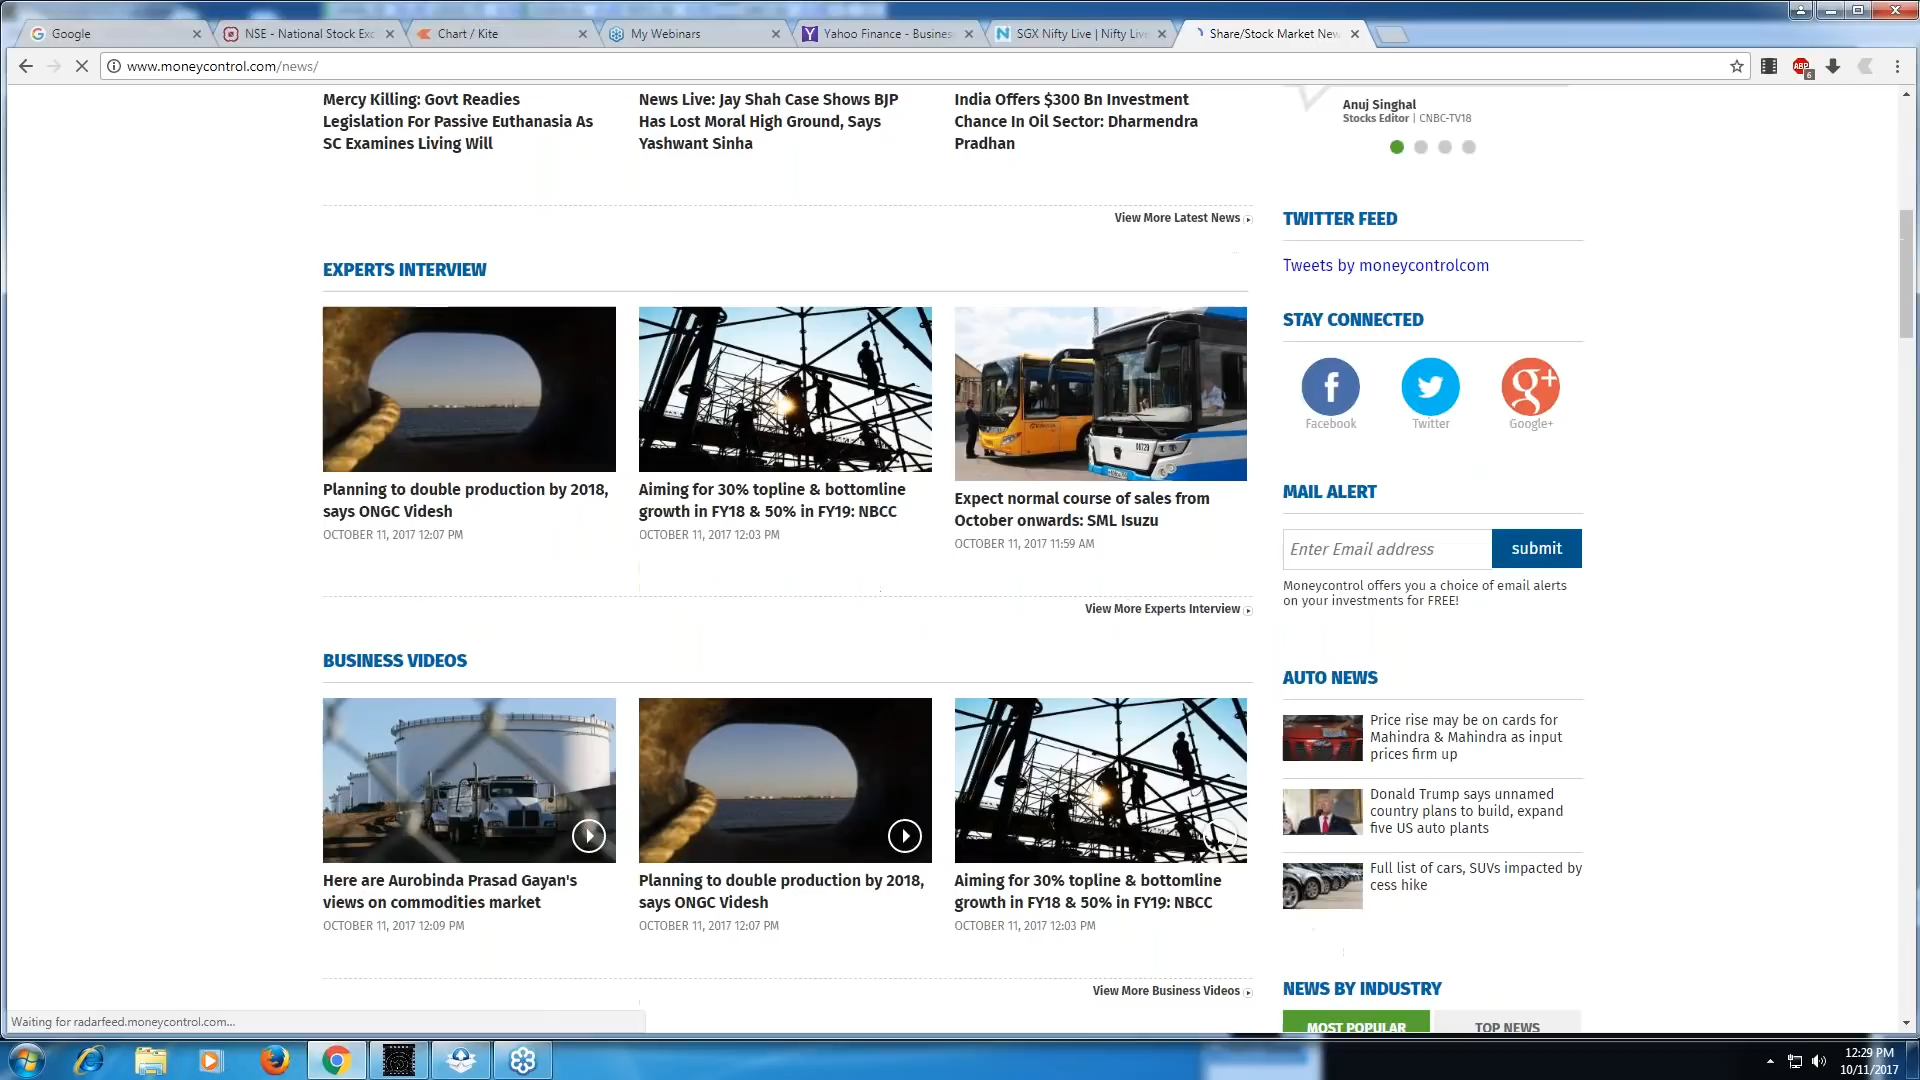 Google
NSE - National Stock Exc
Chart / Kite
My Webinars
Yahoo Finance - Busines
SGX Nifty Live | Nifty Live
Share/Stock Market New
www.moneycontrol.com/news/
ABP
6
Mercy Killing: Govt Readies
Legislation For Passive Euthanasia As
SC Examines Living Will
News Live: Jay Shah Case Shows BJP
Has Lost Moral High Ground, Says
Yashwant Sinha
India Offers $300 Bn Investment
Chance In Oil Sector: Dharmendra
Pradhan
Anuj Singhal
Stocks Editor | CNBC-TV18
View More Latest News
TWITTER FEED
Tweets by moneycontrolcom
EXPERTS INTERVIEW
Planning to double production by 2018,
says ONGC Videsh
OCTOBER 11, 2017 12:07 PM
Aiming for 30% topline & bottomline
growth in FY18 & 50% in FY19: NBCC
OCTOBER 11, 2017 12:03 PM
Expect normal course of sales from
October onwards: SML Isuzu
OCTOBER 11, 2017 11:59 AM
STAY CONNECTED
Facebook
Twitter
Google+
MAIL ALERT
Enter Email address
submit
Moneycontrol offers you a choice of email alerts
on your investments for FREE!
View More Experts Interview
BUSINESS VIDEOS
Here are Aurobinda Prasad Gayan's
views on commodities market
OCTOBER 11, 2017 12:09 PM
Planning to double production by 2018,
says ONGC Videsh
OCTOBER 11, 2017 12:07 PM
Aiming for 30% topline & bottomline
growth in FY18 & 50% in FY19: NBCC
OCTOBER 11, 2017 12:03 PM
AUTO NEWS
Price rise may be on cards for
Mahindra & Mahindra as input
prices firm up
Donald Trump says unnamed
country plans to build, expand
five US auto plants
Full list of cars, SUVs impacted by
cess hike
View More Business Videos
NEWS BY INDUSTRY
MOST POPULAR
TOP NEWS
Waiting for radarfeed.moneycontrol.com...
12:29 PM
10/11/2017